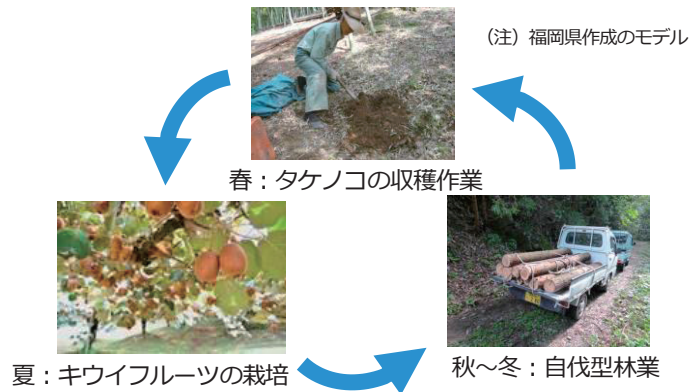 （注）福岡県作成のモデル
春：タケノコの収穫作業
夏：キウイフルーツの栽培
秋～冬：自伐型林業